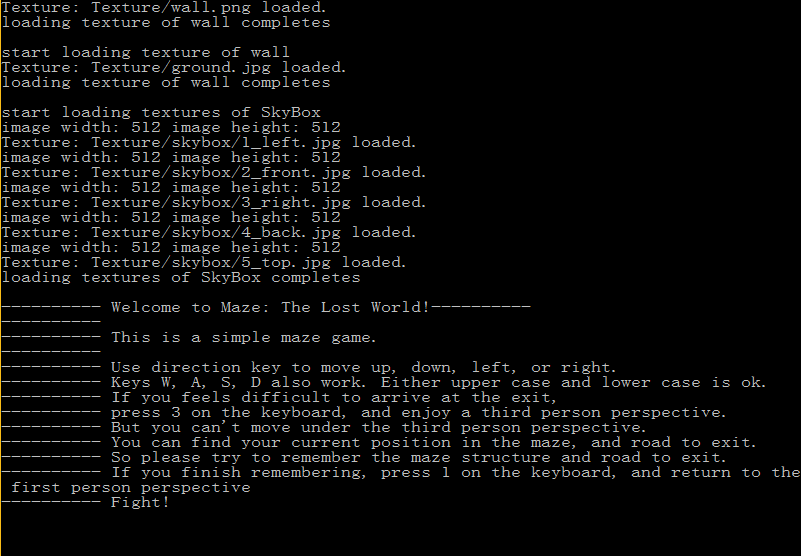 Texture: Texture/wall.png loaded.
loading texture of wall completes
start loading texture of wall
Texture: Texture/ground.jpg loaded.
loading texture of wall completes
start loading textures of SkyBox
image width: 512 image height: 512
Texture: Texture/skybox/1_left.jpg loaded.
image width: 512 image height: 512
Texture: Texture/skybox/2_front.jpg loaded.
image width: 512 image height: 512
Texture: Texture/skybox/3_right.jpg loaded.
image width: 512 image height: 512
Texture: Texture/skybox/4_back.jpg loaded.
image width: 512 image height: 512
Texture: Texture/skybox/5_top.jpg loaded.
loading textures of SkyBox completes
---------- Welcome to Maze: The Lost World!----------
----------
---------- This is a simple maze game.
----------
---------- Use direction key to move up, down, left, or right.
---------- Keys W, A, S, D also work. Either upper case and lower case is ok.
---------- If you feels difficult to arrive at the exit,
---------- press 3 on the keyboard, and enjoy a third person perspective.
---------- But you can't move under the third person perspective.
---------- You can find your current position in the maze, and road to exit.
---------- So please try to remember the maze structure and road to exit.
---------- If you finish remembering, press 1 on the keyboard, and return to the
first person perspective
---------- Fight!